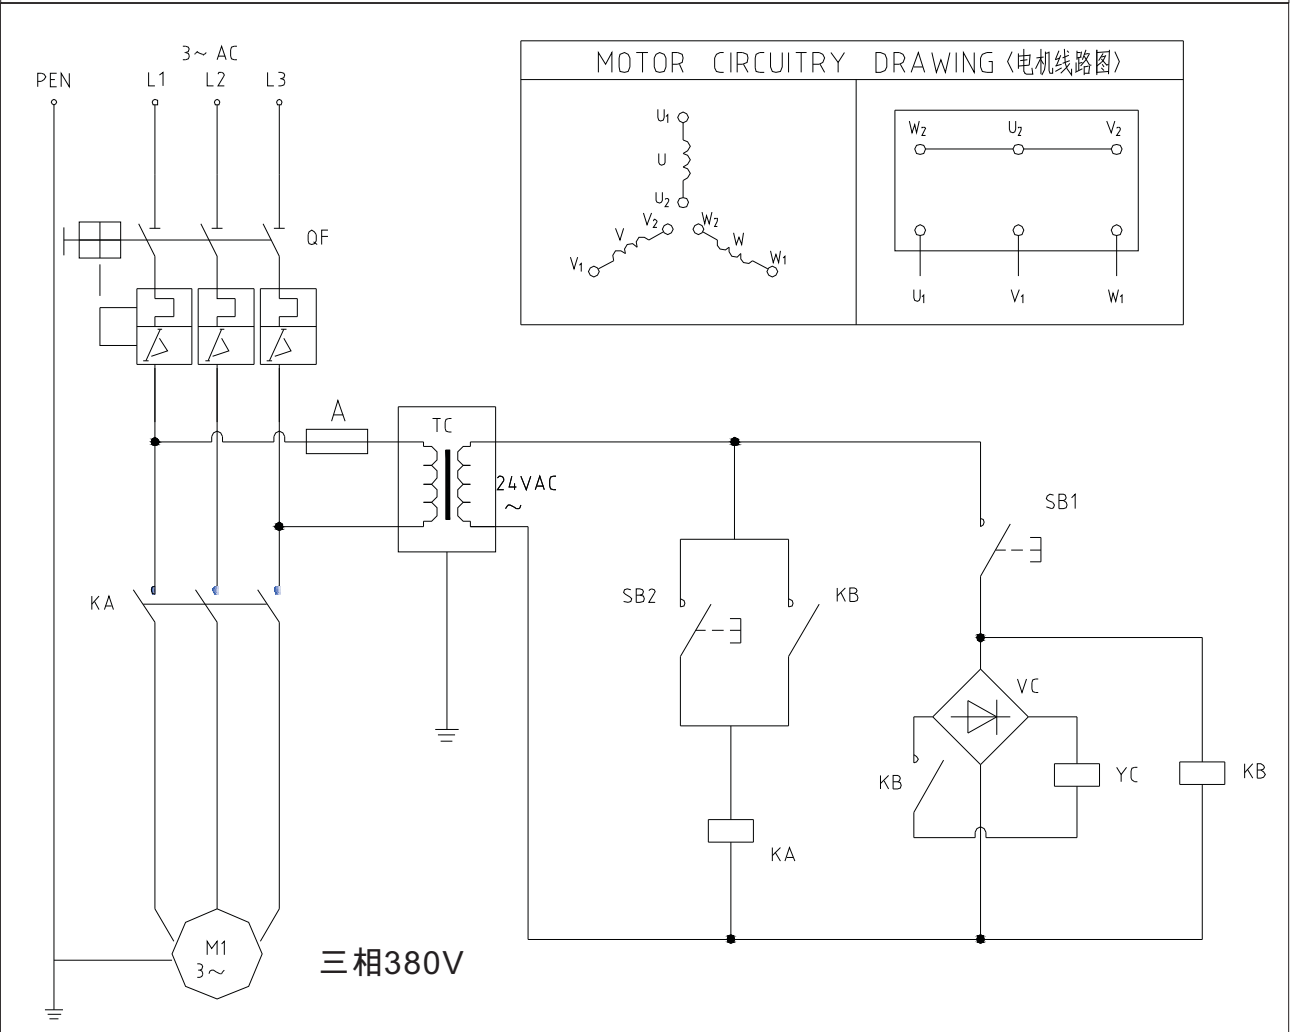 3~ AC
PEN L1 L2 L3
MOTOR CIRCUITRY DRAWING〈电机线路图〉
U1
U
U2
V2 W2
V W
V1 W1
W2 U2 V2
U1 V1 W1
QF
A
TC
24VAC
~
SB1
KA
SB2 KB
VC
KB YC KB
KA
M1
3~
三相380V